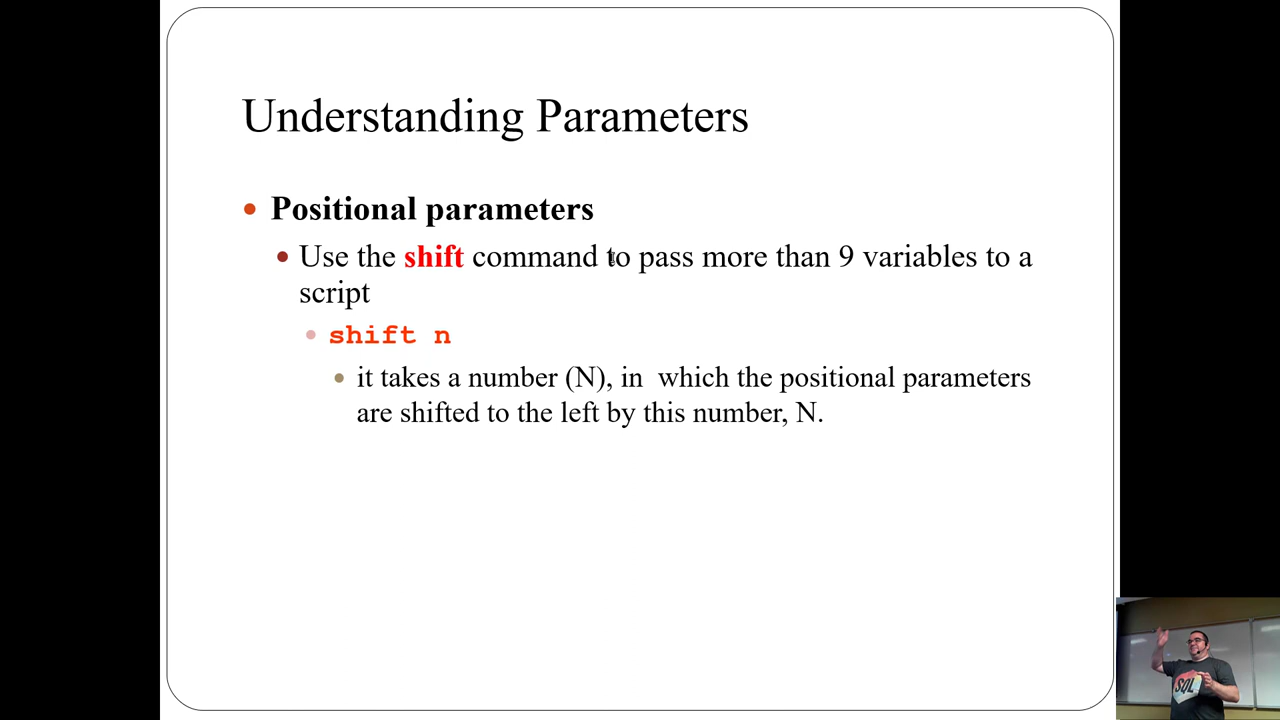 Understanding Parameters
Positional parameters
Use the shift command to pass more than 9 variables to a
script
shift n
it takes a number (N), in  which the positional parameters
are shifted to the left by this number, N.
SQL